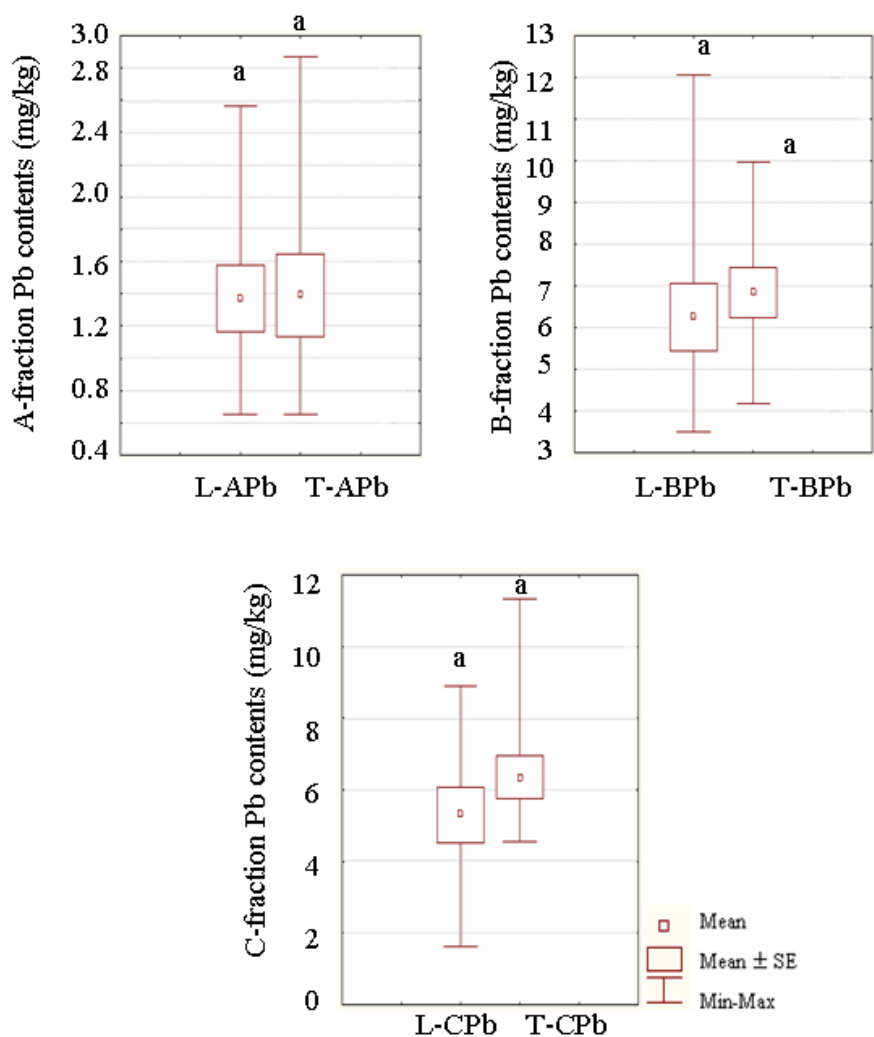 A-fraction Pb contents (mg/kg)
3.0
2.8
2.4
2.0
1.6
1.2
0.8
0.4
a
a
L-APb T-APb
B-fraction Pb contents (mg/kg)
13
12
11
10
9
8
7
6
5
4
3
a
a
L-BPb T-BPb
C-fraction Pb contents (mg/kg)
12
10
8
6
4
2
0
a
a
L-CPb T-CPb
Mean
Mean ± SE
Min-Max